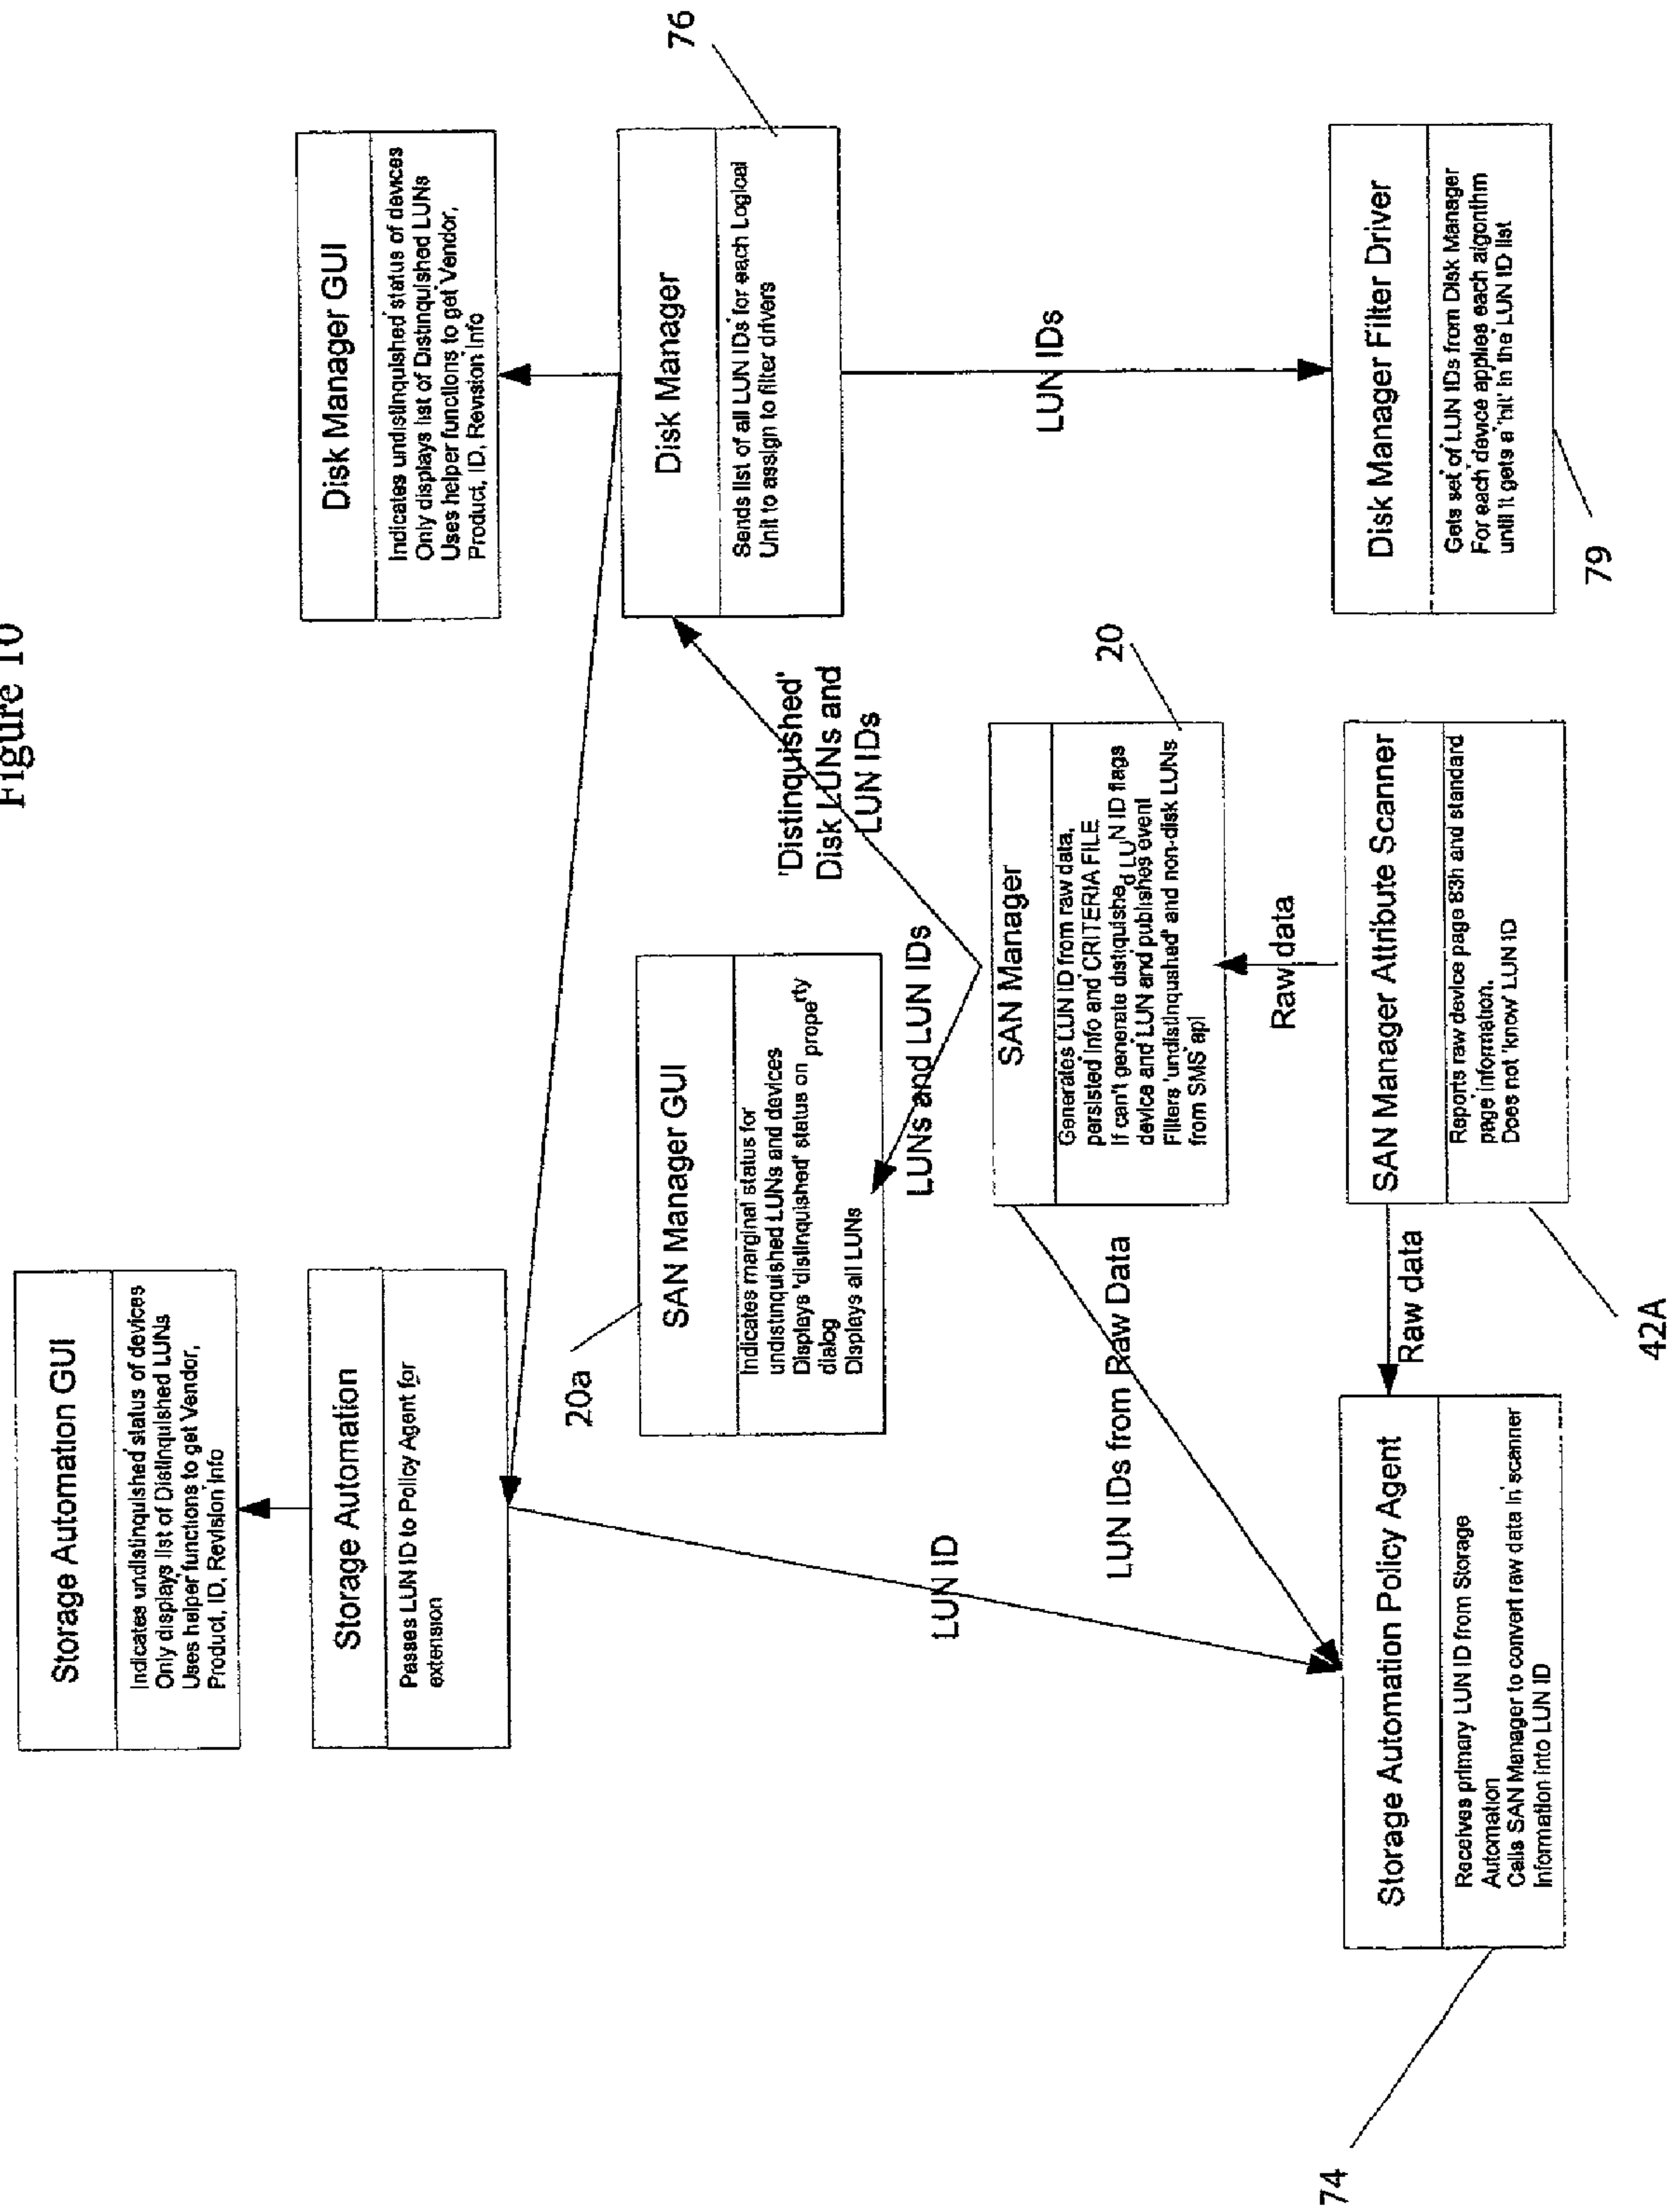 Figure 10
Storage Automation GUI
Indicates undistinquished status of devices
Only displays list of Distinquished LUNs
Uses helper functions to get Vendor,
Product, ID, Revision Info
Storage Automation
Passes LUN ID to Policy Agent for
extension
Disk Manager GUI
Indicates undistinquished status of devices
Only displays list of Distinquished LUNs
Uses helper functions to get Vendor,
Product, ID, Revision Info
20a
SAN Manager GUI
Indicates marginal status for
undistinquished LUNs and devices
Displays 'distinquished' status on property
dialog
Displays all LUNs
Disk Manager
Sends list of all LUN IDs for each Logical
Unit to assign to filter drivers
76
'Distinquished'
Disk LUNs and
LUN IDs
LUNs and LUN IDs
LUN ID
LUN IDs
SAN Manager
Generates LUN ID from raw data,
persisted info and CRITERIA FILE
If can't generate distiquished LUN ID flags
device and LUN and publishes event
Filters 'undistinquished' and non-disk LUNs
from SMS api
20
LUN IDs from Raw Data
Raw data
Storage Automation Policy Agent
Receives primary LUN ID from Storage
Automation
Calls SAN Manager to convert raw data in scanner
information into LUN ID
74
Raw data
SAN Manager Attribute Scanner
Reports raw device page 83h and standard
page information.
Does not 'know' LUN ID
42A
Disk Manager Filter Driver
Gets set of LUN IDs from Disk Manager
For each device applies each algorithm
until it gets a 'hit' in the LUN ID list
79